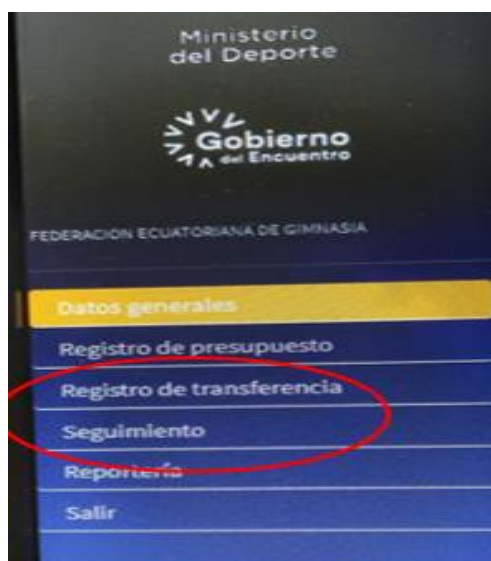 Ministerio
del Deporte
Gobierno
del Encuentro
FEDERACION ECUATORIANA DE GIMNASIA
Datos generales
Registro de presupuesto
Registro de transferencia
Seguimiento
Reportería
Salir